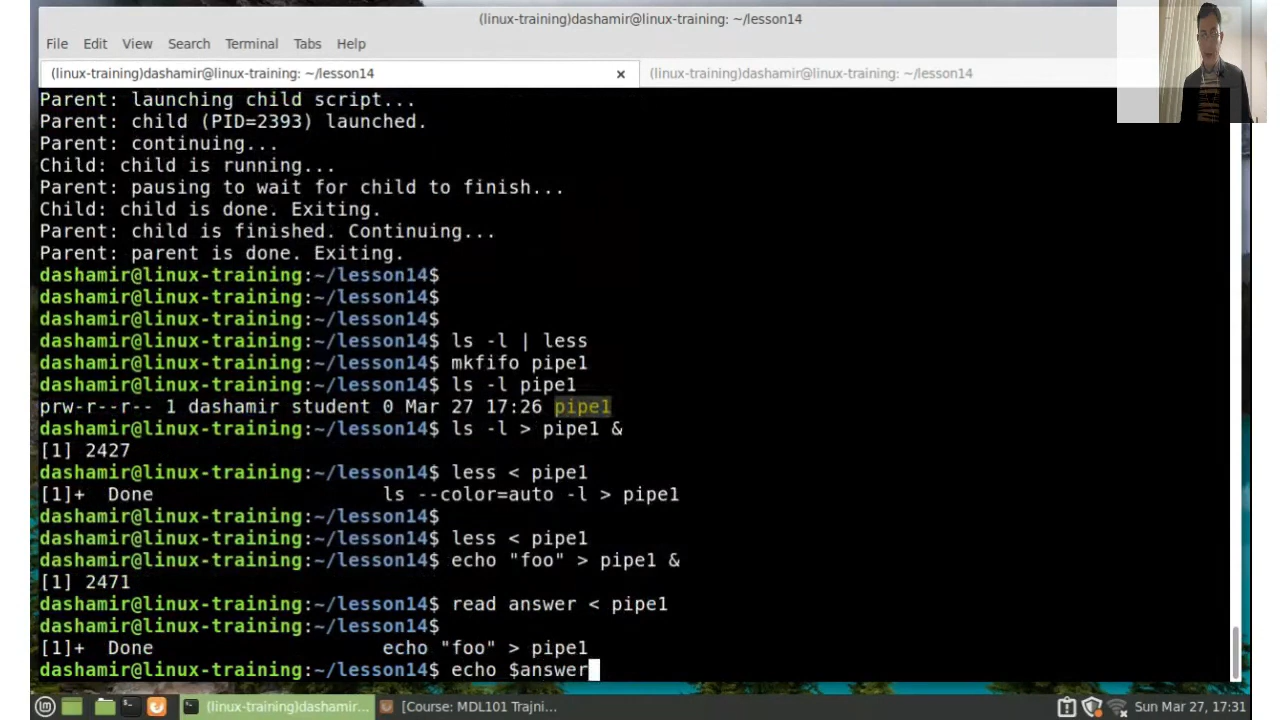 (linux-training)dashamir@linux-training: ~/lesson14
File Edit View Search Terminal Tabs Help
(linux-training)dashamir@linux-training: ~/lesson14 × (linux-training)dashamir@linux-training: ~/lesson14 ×
Parent: launching child script...
Parent: child (PID=2393) launched.
Parent: continuing...
Child: child is running...
Parent: pausing to wait for child to finish...
Child: child is done. Exiting.
Parent: child is finished. Continuing...
Parent: parent is done. Exiting.
dashamir@linux-training:~/lesson14$
dashamir@linux-training:~/lesson14$
dashamir@linux-training:~/lesson14$
dashamir@linux-training:~/lesson14$ ls -l | less
dashamir@linux-training:~/lesson14$ mkfifo pipe1
dashamir@linux-training:~/lesson14$ ls -l pipe1
prw-r--r-- 1 dashamir student 0 Mar 27 17:26 pipe1
dashamir@linux-training:~/lesson14$ ls -l > pipe1 &
[1] 2427
dashamir@linux-training:~/lesson14$ less < pipe1
[1]+  Done                    ls --color=auto -l > pipe1
dashamir@linux-training:~/lesson14$
dashamir@linux-training:~/lesson14$ less < pipe1
dashamir@linux-training:~/lesson14$ echo "foo" > pipe1 &
[1] 2471
dashamir@linux-training:~/lesson14$ read answer < pipe1
dashamir@linux-training:~/lesson14$
[1]+  Done                    echo "foo" > pipe1
dashamir@linux-training:~/lesson14$ echo $answer
(linux-training)dashamir... [Course: MDL101 Trajni... Sun Mar 27, 17:31